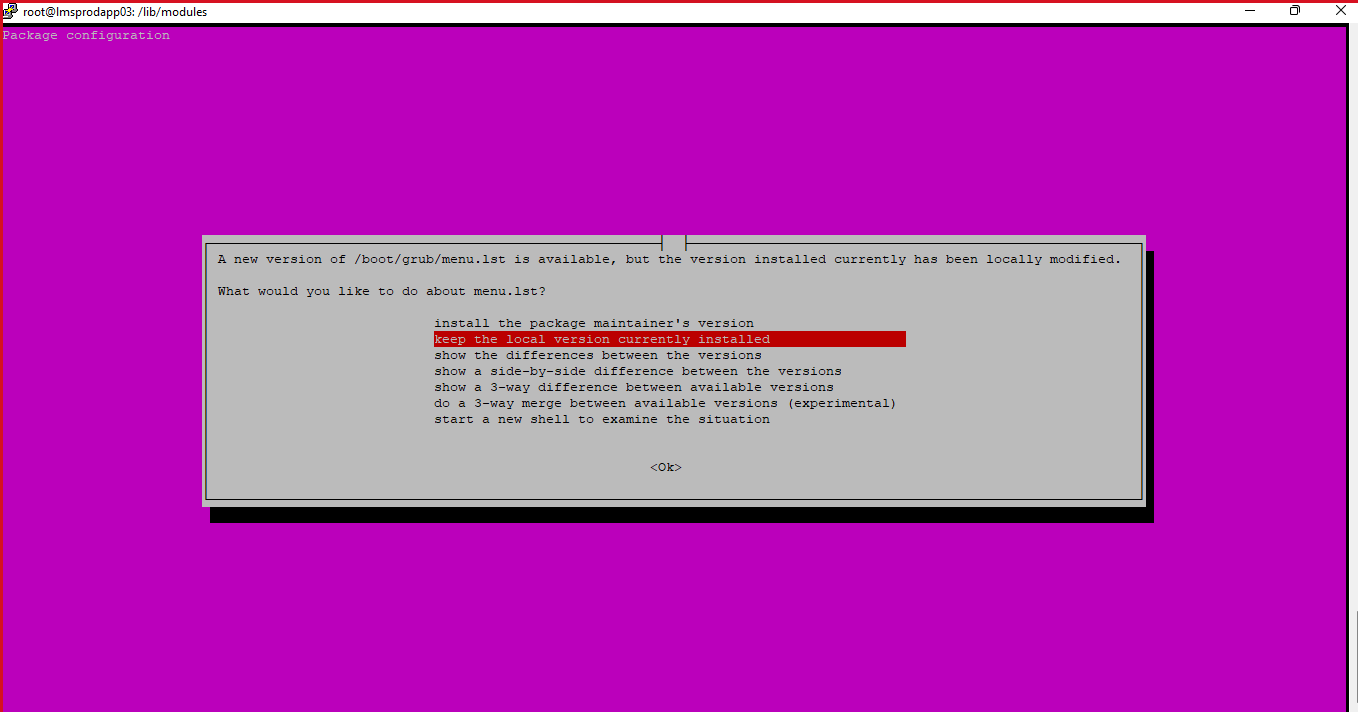 root@lmsprodapp03: /lib/modules
Package configuration
A new version of /boot/grub/menu.lst is available, but the version installed currently has been locally modified.
What would you like to do about menu.lst?
install the package maintainer's version
keep the local version currently installed
show the differences between the versions
show a side-by-side difference between the versions
show a 3-way difference between available versions
do a 3-way merge between available versions (experimental)
start a new shell to examine the situation
<Ok>